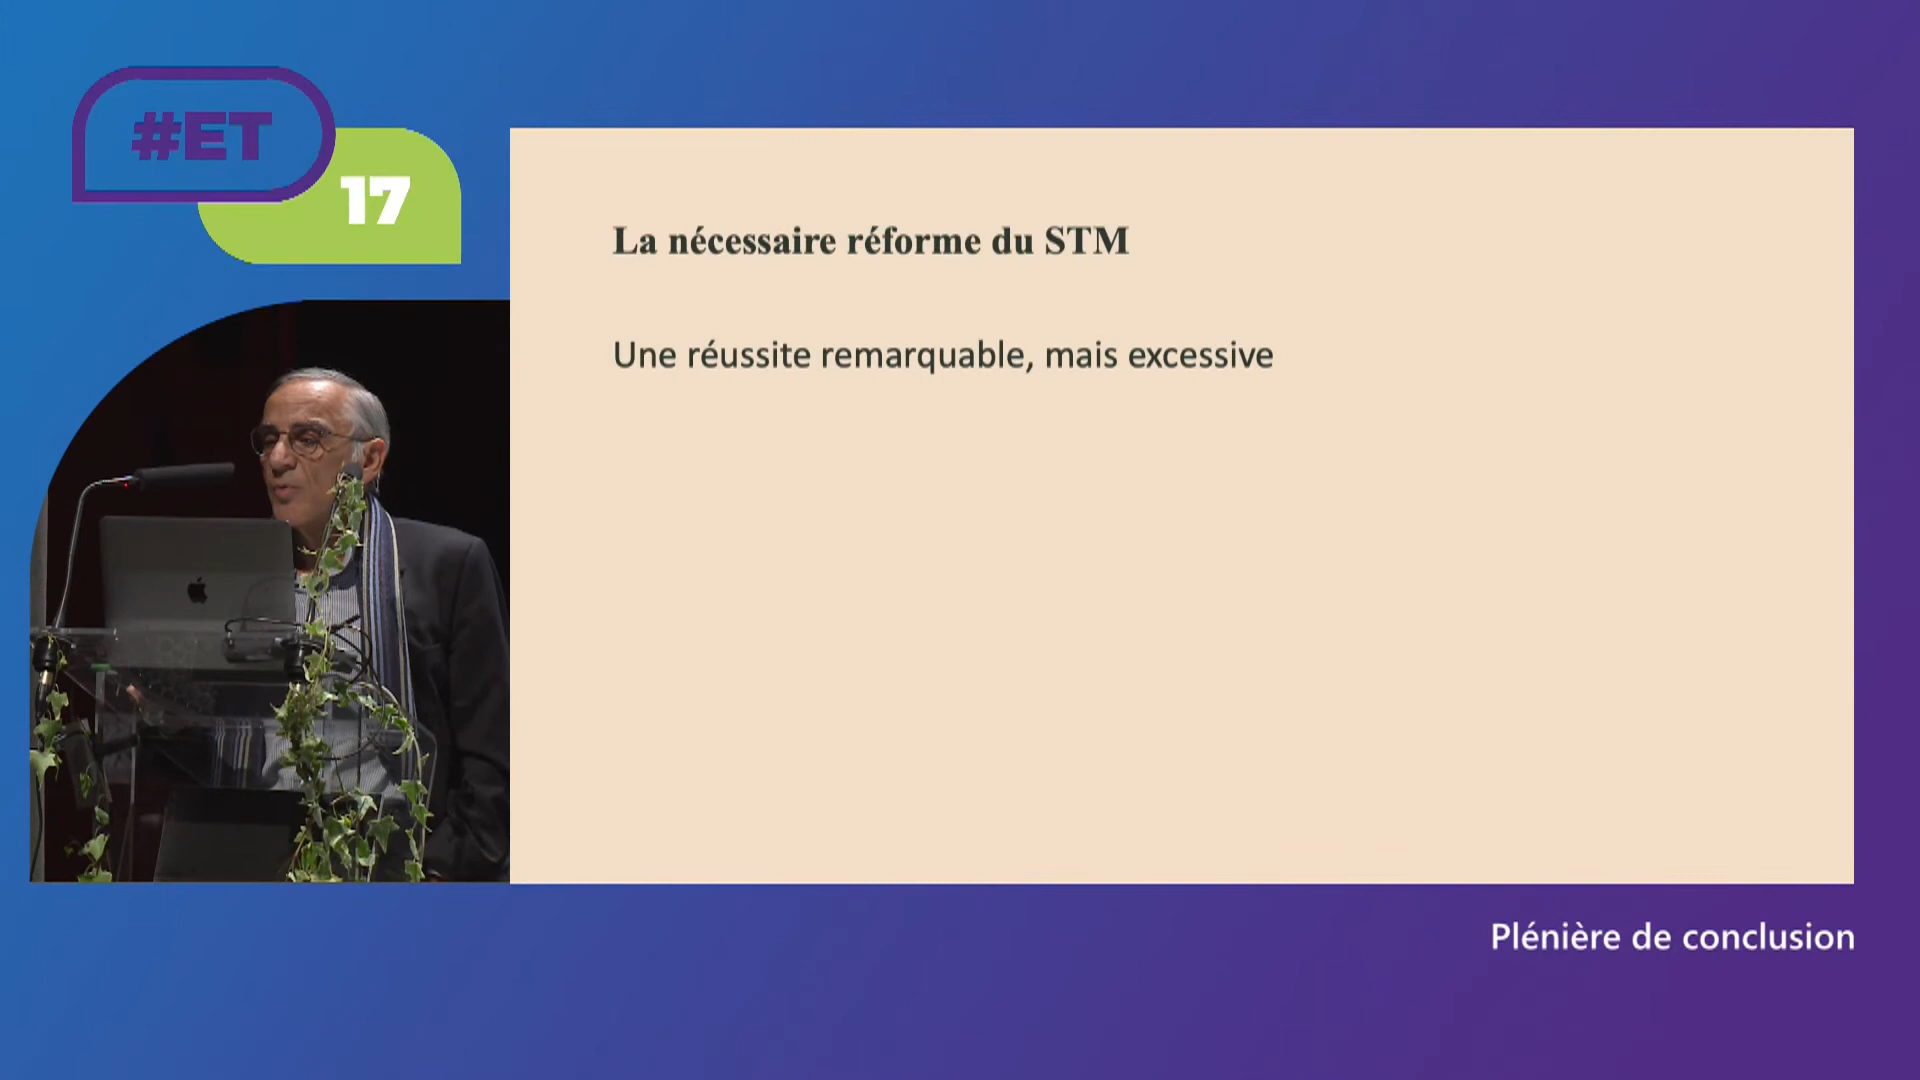 #ET
17
La nécessaire réforme du STM
Une réussite remarquable, mais excessive
Plénière de conclusion